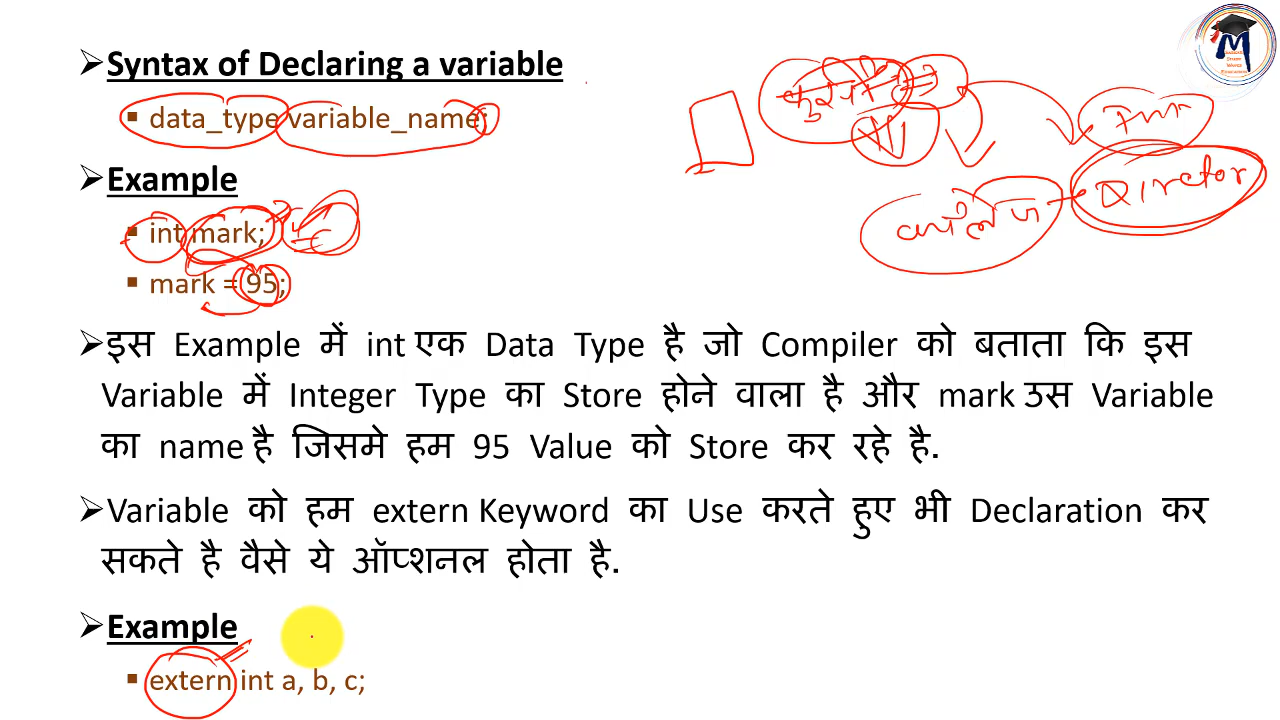 Syntax of Declaring a variable
data_type variable_name;
Example
int mark;
mark = 95;
इस Example में int एक Data Type है जो Compiler को बताता कि इस
Variable में Integer Type का Store होने वाला है और mark उस Variable
का name है जिसमे हम 95 Value को Store कर रहे है.
Variable को हम extern Keyword का Use करते हुए भी Declaration कर
सकते है वैसे ये ऑप्शनल होता है.
Example
extern int a, b, c;
कॉलेज
Director
M